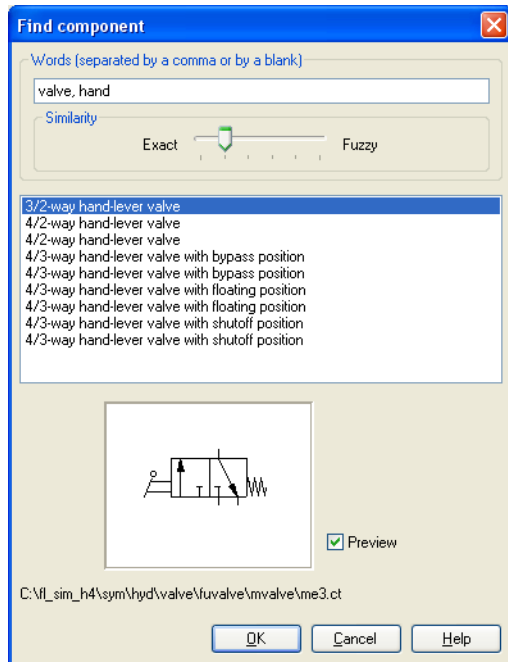 Find component
Words (separated by a comma or by a blank)
valve, hand
Similarity
Exact Fuzzy
3/2-way hand-lever valve
4/2-way hand-lever valve
4/2-way hand-lever valve
4/3-way hand-lever valve with bypass position
4/3-way hand-lever valve with bypass position
4/3-way hand-lever valve with floating position
4/3-way hand-lever valve with floating position
4/3-way hand-lever valve with shutoff position
4/3-way hand-lever valve with shutoff position
Preview
C:\fl_sim_h4\sym\hyd\valve\fuvalve\mvalve\me3.ct
OK Cancel Help